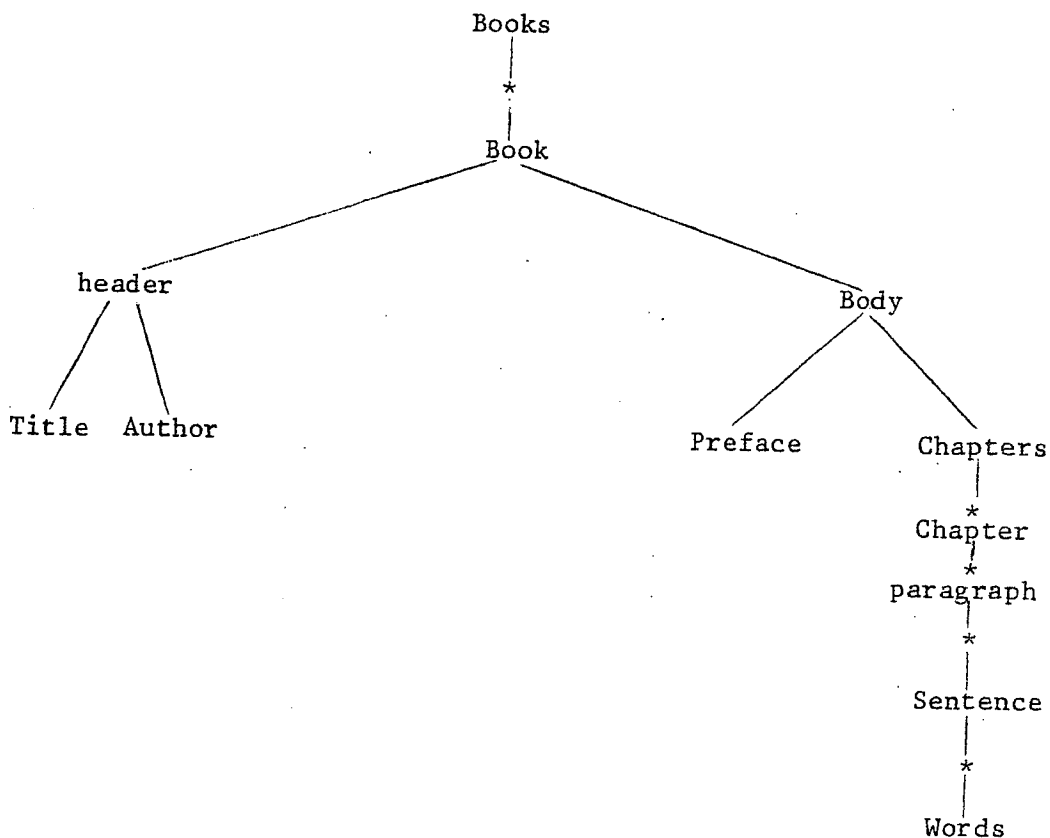 Books
*
Book
header
Body
Title Author
Preface Chapters
*
Chapter
*
paragraph
*
Sentence
*
Words